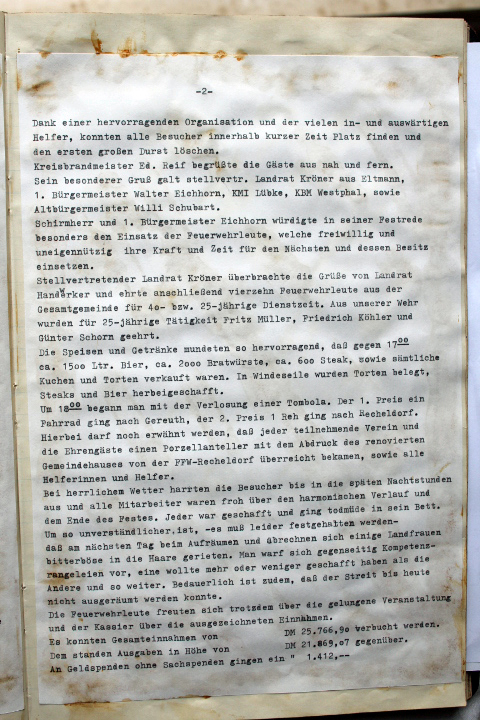 -2-
Dank einer hervorragenden Organisation und der vielen in- und auswärtigen
Helfer, konnten alle Besucher innerhalb kurzer Zeit Platz finden und
den ersten großen Durst löschen.
Kreisbrandmeister Ed. Reif begrüßte die Gäste aus nah und fern.
Sein besonderer Gruß galt stellvertr. Landrat Kröner aus Eltmann,
1. Bürgermeister Walter Eichhorn, KMI Lübke, KBM Westphal, sowie
Altbürgermeister Willi Schubart.
Schirmherr und 1. Bürgermeister Eichhorn würdigte in seiner Festrede
besonders den Einsatz der Feuerwehrleute, welche freiwillig und
uneigennützig ihre Kraft und Zeit für den Nächsten und dessen Besitz
einsetzen.
Stellvertretender Landrat Kröner überbrachte die Grüße von Landrat
Handwerker und ehrte anschließend vierzehn Feuerwehrleute aus der
Gesamtgemeinde für 4o- bzw. 25-jährige Dienstzeit. Aus unserer Wehr
wurden für 25-jährige Tätigkeit Fritz Müller, Friedrich Köhler und
Günter Schorn geehrt.
Die Speisen und Getränke mundeten so hervorragend, daß gegen 17oo
ca. 15oo Ltr. Bier, ca. 2ooo Bratwürste, ca. 6oo Steak, sowie sämtliche
Kuchen und Torten verkauft waren. In Windeseile wurden Torten belegt,
Steaks und Bier herbeigeschafft.
Um 18oo begann man mit der Verlosung einer Tombola. Der 1. Preis ein
Fahrrad ging nach Gereuth, der 2. Preis 1 Reh ging nach Recheldorf.
Hierbei darf noch erwähnt werden, daß jeder teilnehmende Verein und
die Ehrengäste einen Porzellanteller mit dem Abdruck des renovierten
Gemeindehauses von der FFW-Recheldorf überreicht bekamen, sowie alle
Helferinnen und Helfer.
Bei herrlichem Wetter harrten die Besucher bis in die späten Nachtstunden
aus und alle Mitarbeiter waren froh über den harmonischen Verlauf und
dem Ende des Festes. Jeder war geschafft und ging todmüde in sein Bett.
Um so unverständlicher ist, -es muß leider festgehalten werden-
daß am nächsten Tag beim Aufräumen und abrechnen sich einige Landfrauen
bitterböse in die Haare gerieten. Man warf sich gegenseitig Kompetenz-
rangeleien vor, eine wollte mehr oder weniger geschafft haben als die
Andere und so weiter. Bedauerlich ist zudem, daß der Streit bis heute
nicht ausgeräumt werden konnte.
Die Feuerwehrleute freuten sich trotzdem über die gelungene Veranstaltung
und der Kassier über die ausgezeichneten Einnahmen.
Es konnten Gesamteinnahmen von DM 25.766,9o verbucht werden.
Dem standen Ausgaben in Höhe von DM 21.869,o7 gegenüber.
An Geldspenden ohne Sachspenden gingen ein " 1.412,--